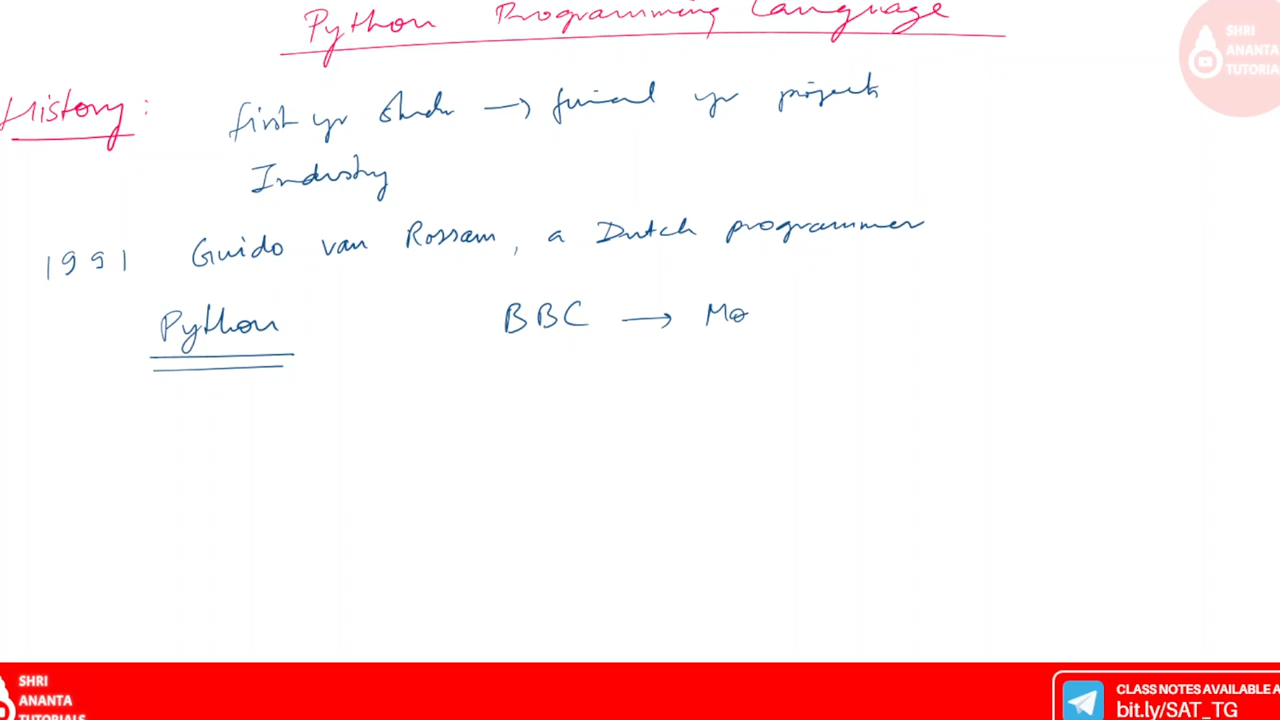 Python Programming Language
SHRI
ANANTA
TUTORIALS
History :
first yr → final yr projects
Industry
1991 Guido van Rossam, a Dutch programmer
Python BBC → Mo
SHRI
ANANTA
TUTORIALS
CLASS NOTES AVAILABLE A
bit.ly/SAT_TG